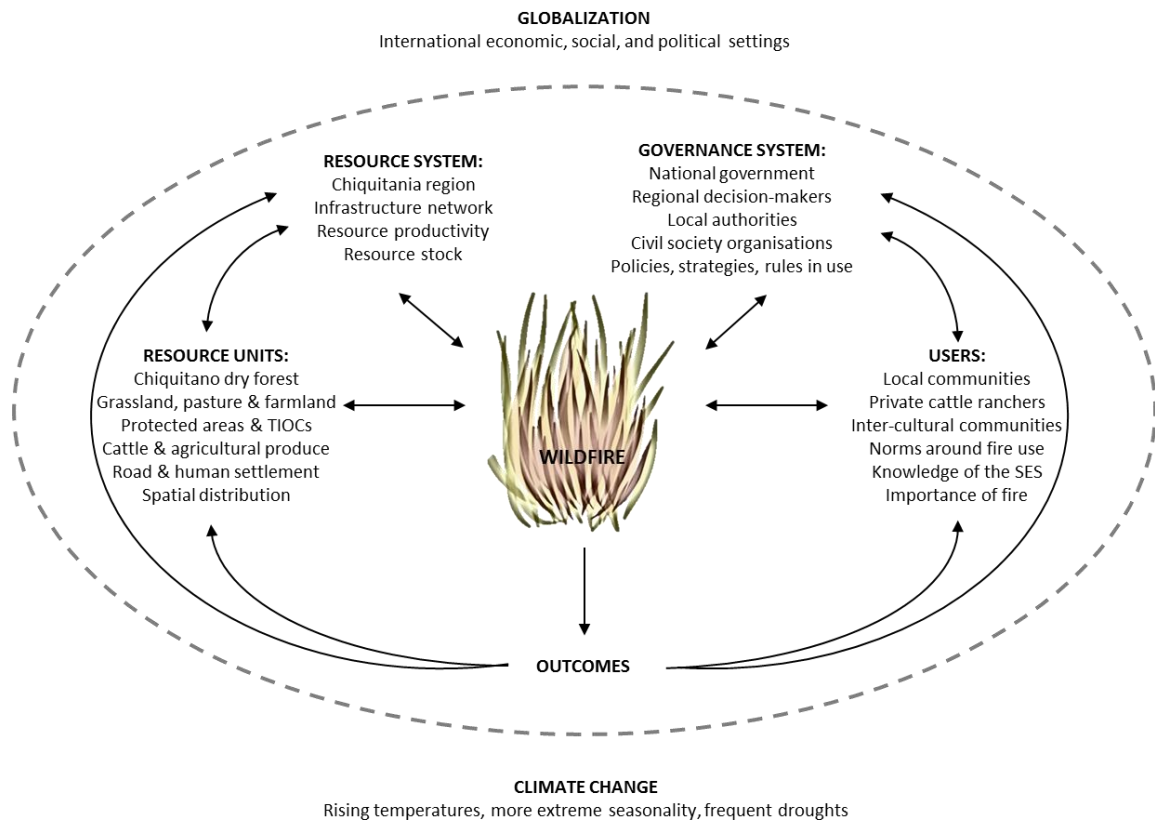 GLOBALIZATION
International economic, social, and political settings
RESOURCE SYSTEM:
Chiquitania region
Infrastructure network
Resource productivity
Resource stock
GOVERNANCE SYSTEM:
National government
Regional decision-makers
Local authorities
Civil society organisations
Policies, strategies, rules in use
RESOURCE UNITS:
Chiquitano dry forest
Grassland, pasture & farmland
Protected areas & TIOCs
Cattle & agricultural produce
Road & human settlement
Spatial distribution
WILDFIRE
USERS:
Local communities
Private cattle ranchers
Inter-cultural communities
Norms around fire use
Knowledge of the SES
Importance of fire
OUTCOMES
CLIMATE CHANGE
Rising temperatures, more extreme seasonality, frequent droughts